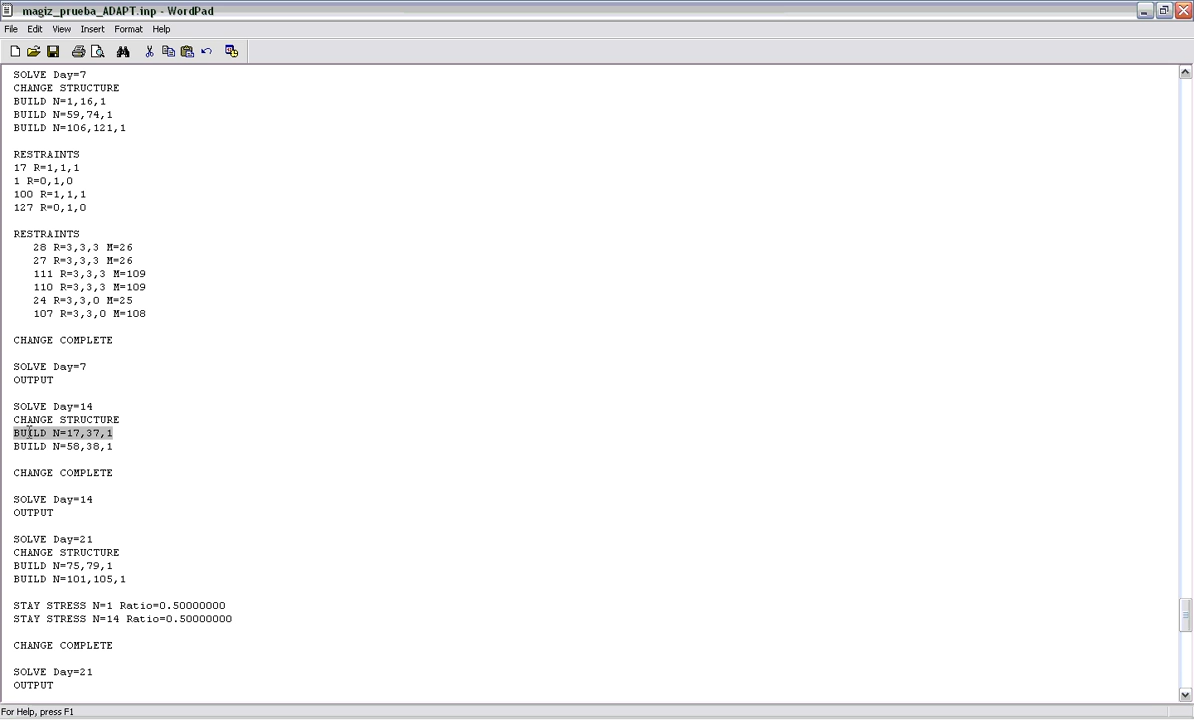 magiz_prueba_ADAPT.inp - WordPad
File Edit View Insert Format Help
SOLVE Day=7
CHANGE STRUCTURE
BUILD N=1,16,1
BUILD N=59,74,1
BUILD N=106,121,1
RESTRAINTS
17 R=1,1,1
1 R=0,1,0
100 R=1,1,1
127 R=0,1,0
RESTRAINTS
28 R=3,3,3 M=26
27 R=3,3,3 M=26
111 R=3,3,3 M=109
110 R=3,3,3 M=109
24 R=3,3,0 M=25
107 R=3,3,0 M=108
CHANGE COMPLETE
SOLVE Day=7
OUTPUT
SOLVE Day=14
CHANGE STRUCTURE
BUILD N=17,37,1
BUILD N=58,38,1
CHANGE COMPLETE
SOLVE Day=14
OUTPUT
SOLVE Day=21
CHANGE STRUCTURE
BUILD N=75,79,1
BUILD N=101,105,1
STAY STRESS N=1 Ratio=0.50000000
STAY STRESS N=14 Ratio=0.50000000
CHANGE COMPLETE
SOLVE Day=21
OUTPUT
For Help, press F1